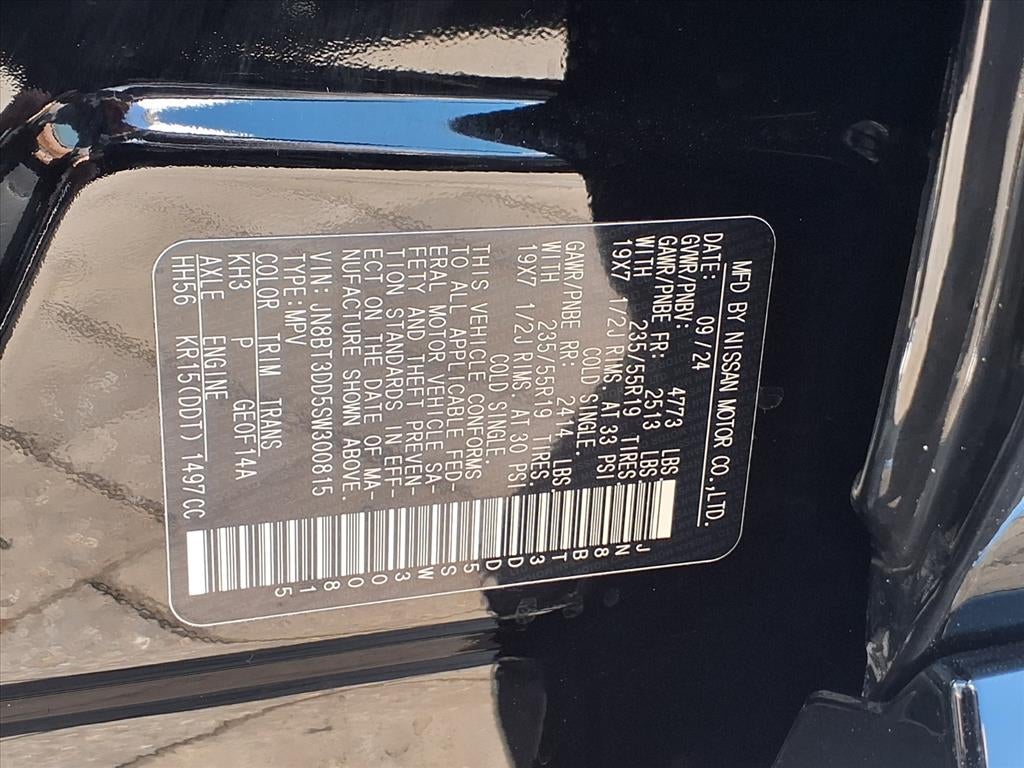 MFD BY NISSAN MOTOR CO.,LTD.
DATE: 09/24
GVWR/PNBV: 4773 LBS.
GAWR/PNBE FR: 2513 LBS.
WITH 235/55R19 TIRES,
19X7 1/2J RIMS. AT 33 PSI
COLD SINGLE.
GAWR/PNBE RR: 2414 LBS.
WITH 235/55R19 TIRES,
19X7 1/2J RIMS. AT 30 PSI
COLD SINGLE
THIS VEHICLE CONFORMS
TO ALL APPLICABLE FED-
ERAL MOTOR VEHICLE SA-
FETY AND THEFT PREVEN-
TION STANDARDS IN EFF-
ECT ON THE DATE OF MA-
NUFACTURE SHOWN ABOVE.
VIN: JN8BT3DD5SW300815
TYPE:MPV
COLOR TRIM TRANS
KH3 P GEOF14A
AXLE ENGINE
HH56 KR15(DDT) 1497CC
JN8BT3DD5SW300815